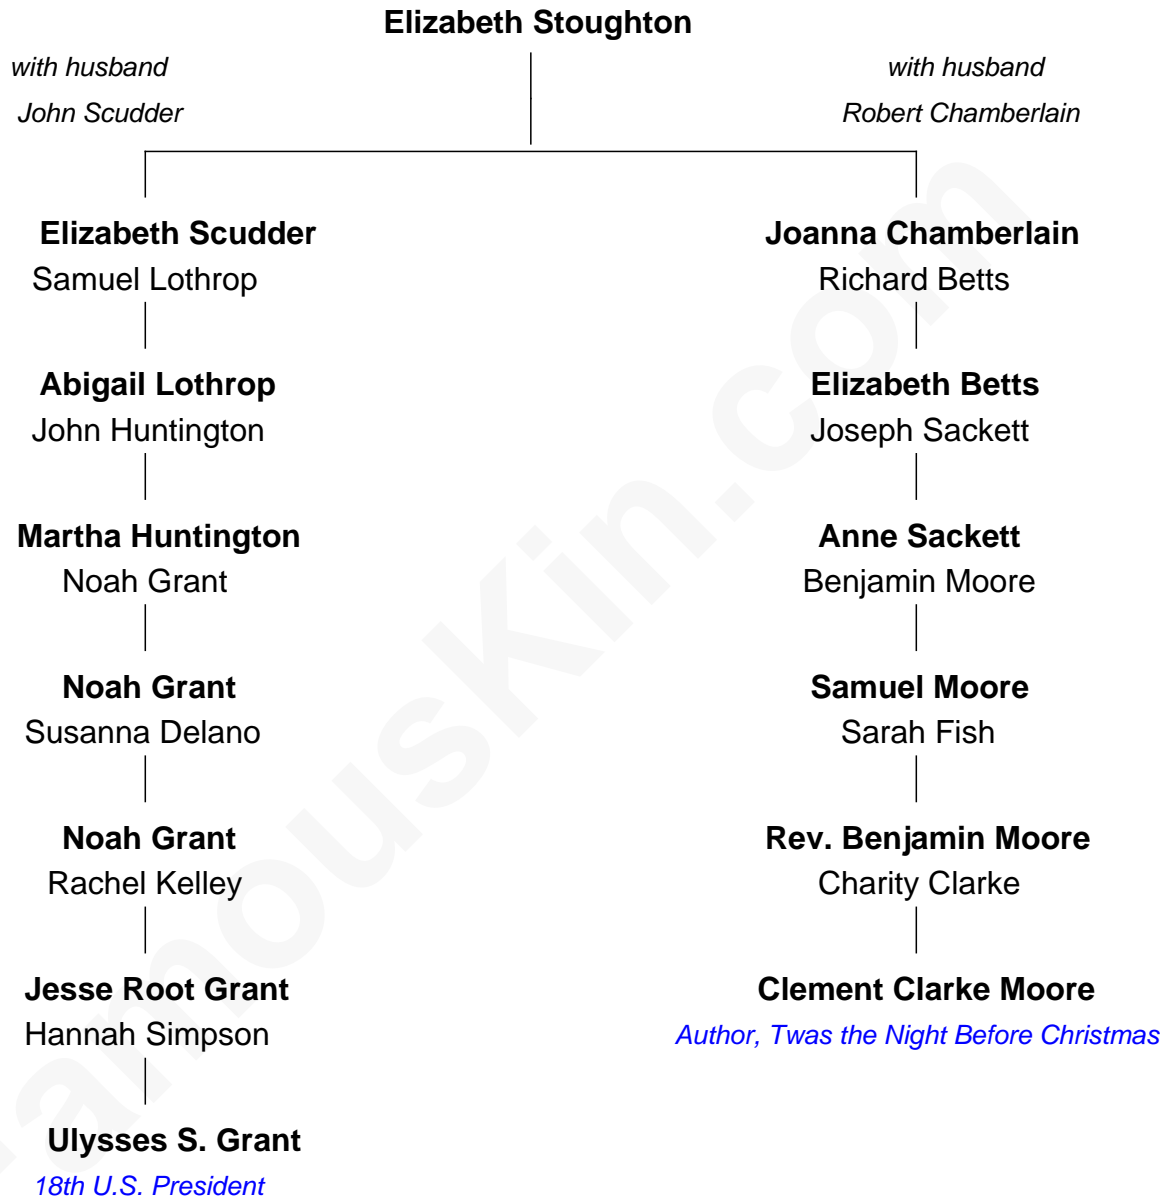 Elizabeth Stoughton
with husband
John Scudder
with husband
Robert Chamberlain
Elizabeth Scudder
Samuel Lothrop
Joanna Chamberlain
Richard Betts
Abigail Lothrop
John Huntington
Elizabeth Betts
Joseph Sackett
Martha Huntington
Noah Grant
Anne Sackett
Benjamin Moore
Noah Grant
Susanna Delano
Samuel Moore
Sarah Fish
Noah Grant
Rachel Kelley
Rev. Benjamin Moore
Charity Clarke
Jesse Root Grant
Hannah Simpson
Clement Clarke Moore
Author, Twas the Night Before Christmas
Ulysses S. Grant
18th U.S. President
FamousKin.com